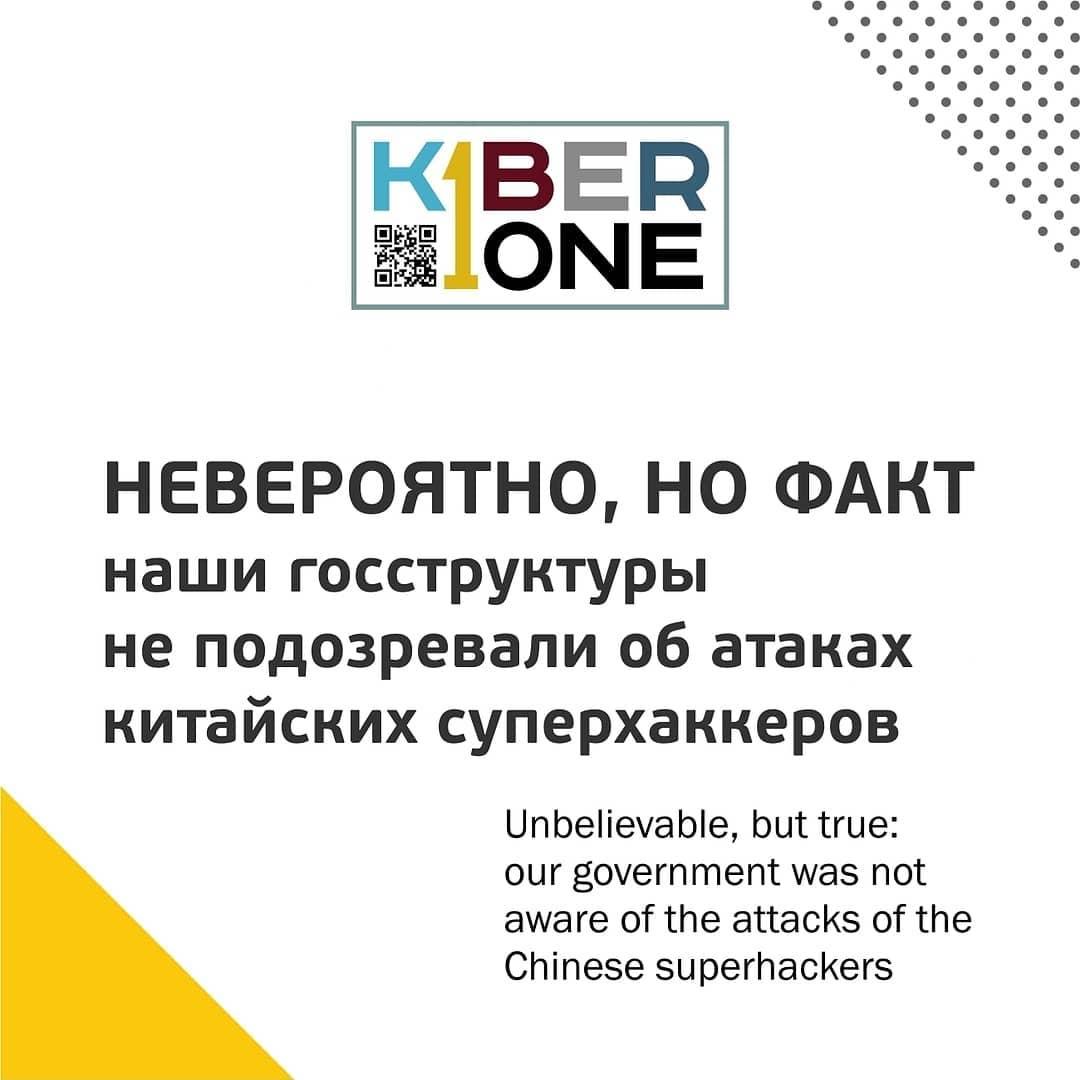 K1BER
ONE
НЕВЕРОЯТНО, НО ФАКТ
наши госструктуры
не подозревали об атаках
китайских суперхаккеров
Unbelievable, but true:
our government was not
aware of the attacks of the
Chinese superhackers